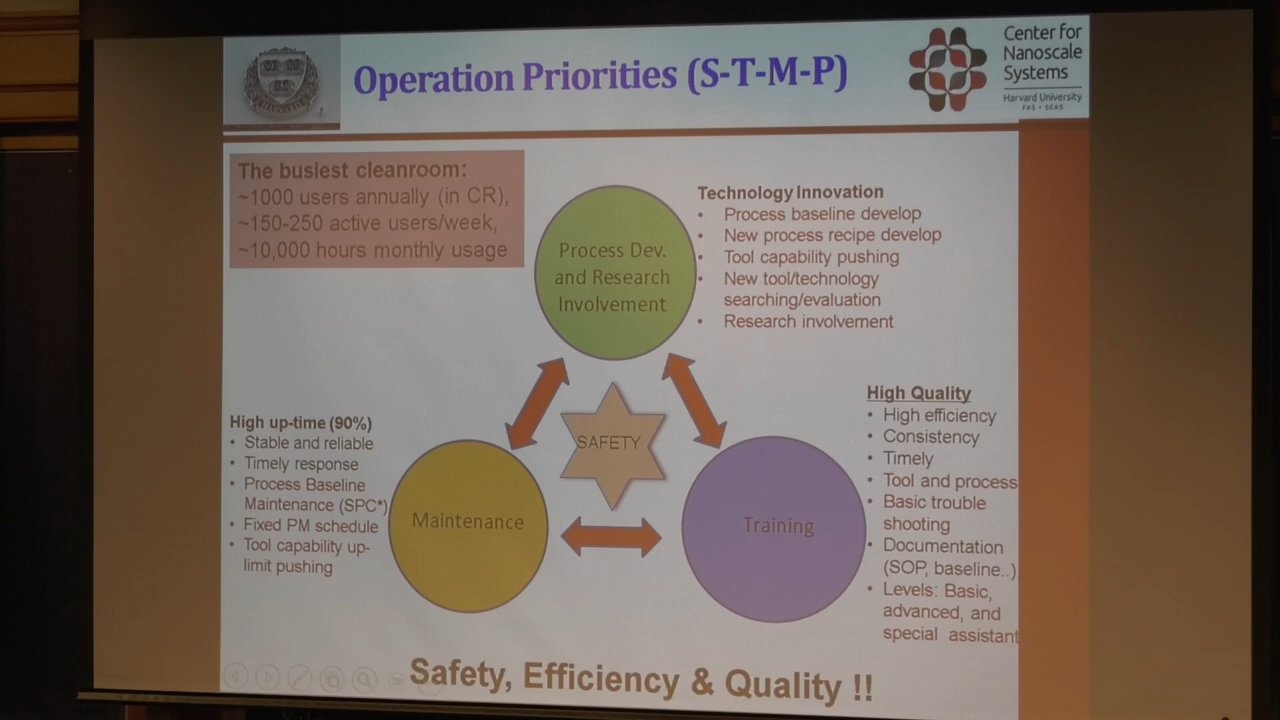 Operation Priorities (S-T-M-P)
Center for
Nanoscale
Systems
Harvard University
FAS • SEAS
HARVARD
The busiest cleanroom:
~1000 users annually (in CR),
~150-250 active users/week,
~10,000 hours monthly usage
Process Dev.
and Research
Involvement
Technology Innovation
• Process baseline develop
• New process recipe develop
• Tool capability pushing
• New tool/technology
searching/evaluation
• Research involvement
High up-time (90%)
• Stable and reliable
• Timely response
• Process Baseline
Maintenance (SPC*)
• Fixed PM schedule
• Tool capability up-
limit pushing
Maintenance
SAFETY
Training
High Quality
• High efficiency
• Consistency
• Timely
• Tool and process
• Basic trouble
shooting
• Documentation
(SOP, baseline..)
• Levels: Basic,
advanced, and
special assistant
Safety, Efficiency & Quality !!